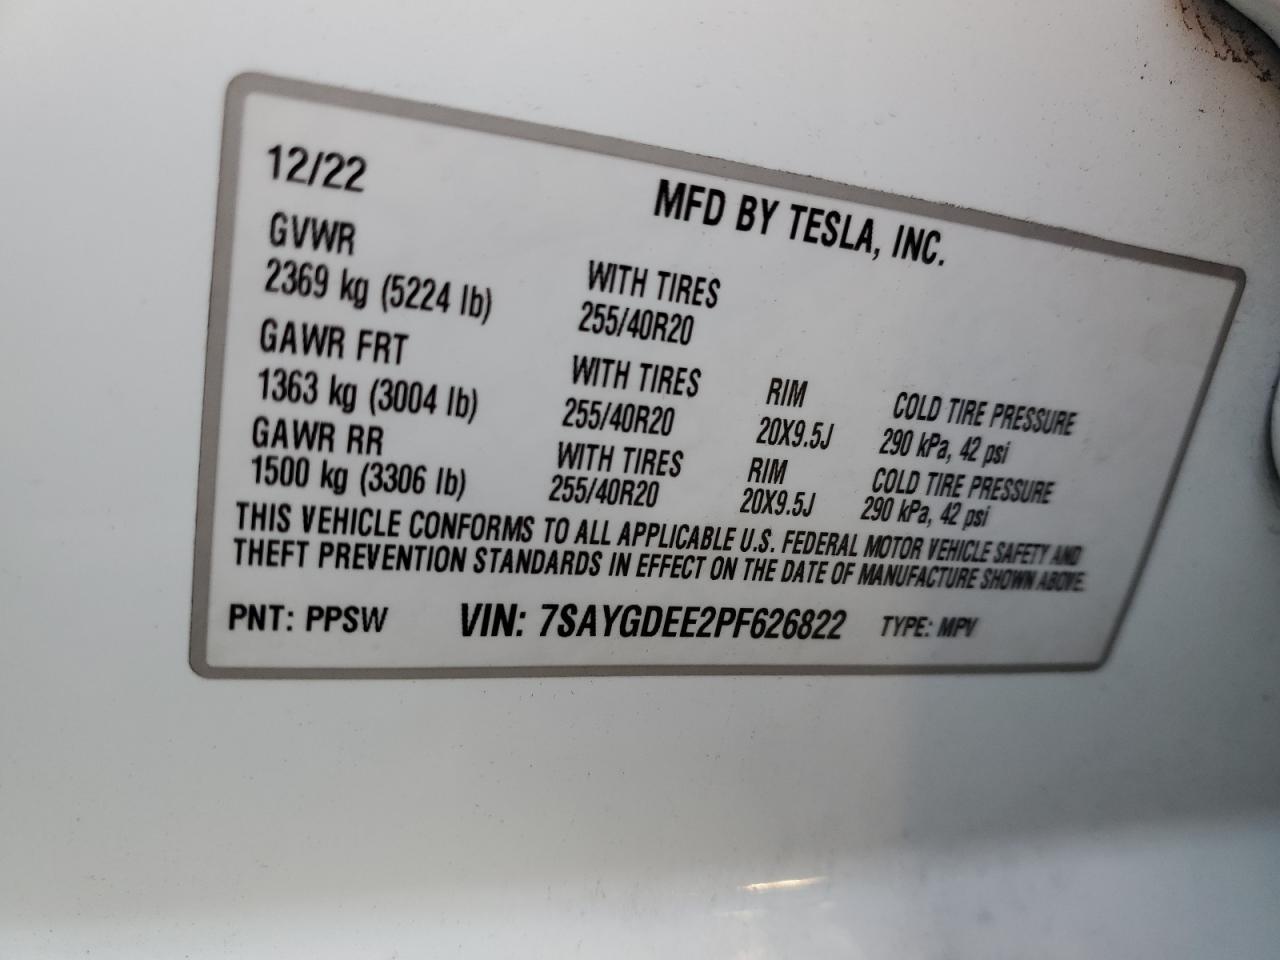 12/22
MFD BY TESLA, INC.
GVWR
2369 kg (5224 lb)
WITH TIRES
255/40R20
GAWR FRT
1363 kg (3004 lb)
WITH TIRES
255/40R20
RIM
20X9.5J
COLD TIRE PRESSURE
290 kPa, 42 psi
GAWR RR
1500 kg (3306 lb)
WITH TIRES
255/40R20
RIM
20X9.5J
COLD TIRE PRESSURE
290 kPa, 42 psi
THIS VEHICLE CONFORMS TO ALL APPLICABLE U.S. FEDERAL MOTOR VEHICLE SAFETY AND
THEFT PREVENTION STANDARDS IN EFFECT ON THE DATE OF MANUFACTURE SHOWN ABOVE.
PNT: PPSW VIN: 7SAYGDEE2PF626822 TYPE: MPV